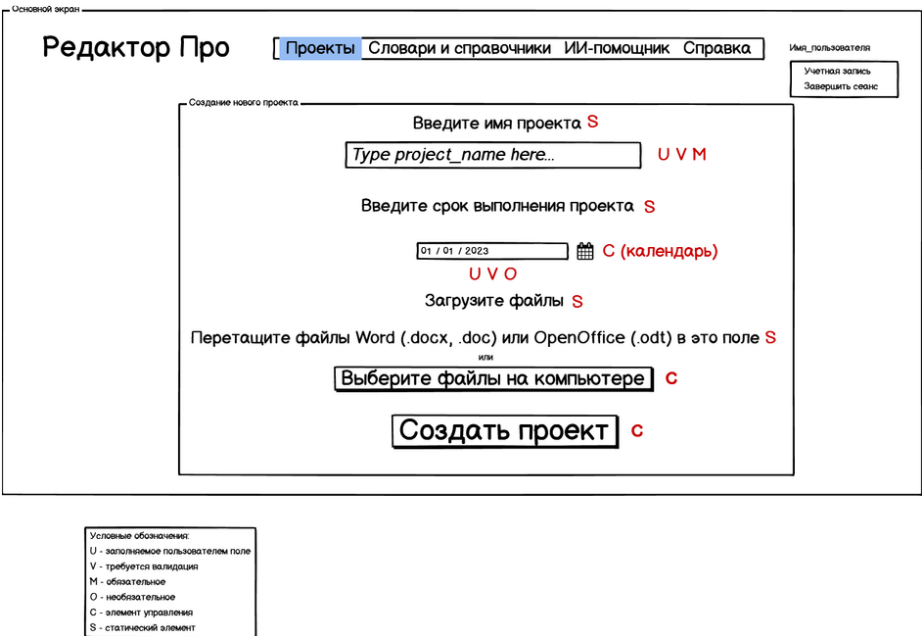 Основной экран
Редактор Про
Проекты Словари и справочники ИИ-помощник Справка
Имя_пользователя
Учетная запись
Завершить сеанс
Создание нового проекта
Введите имя проекта S
Type project_name here... U V M
Введите срок выполнения проекта S
01 / 01 / 2023 C (календарь)
U V O
Загрузите файлы S
Перетащите файлы Word (.docx, .doc) или OpenOffice (.odt) в это поле S
или
Выберите файлы на компьютере C
Создать проект C
Условные обозначения:
U - заполняемое пользователем поле
V - требуется валидация
M - обязательное
O - необязательное
C - элемент управления
S - статический элемент